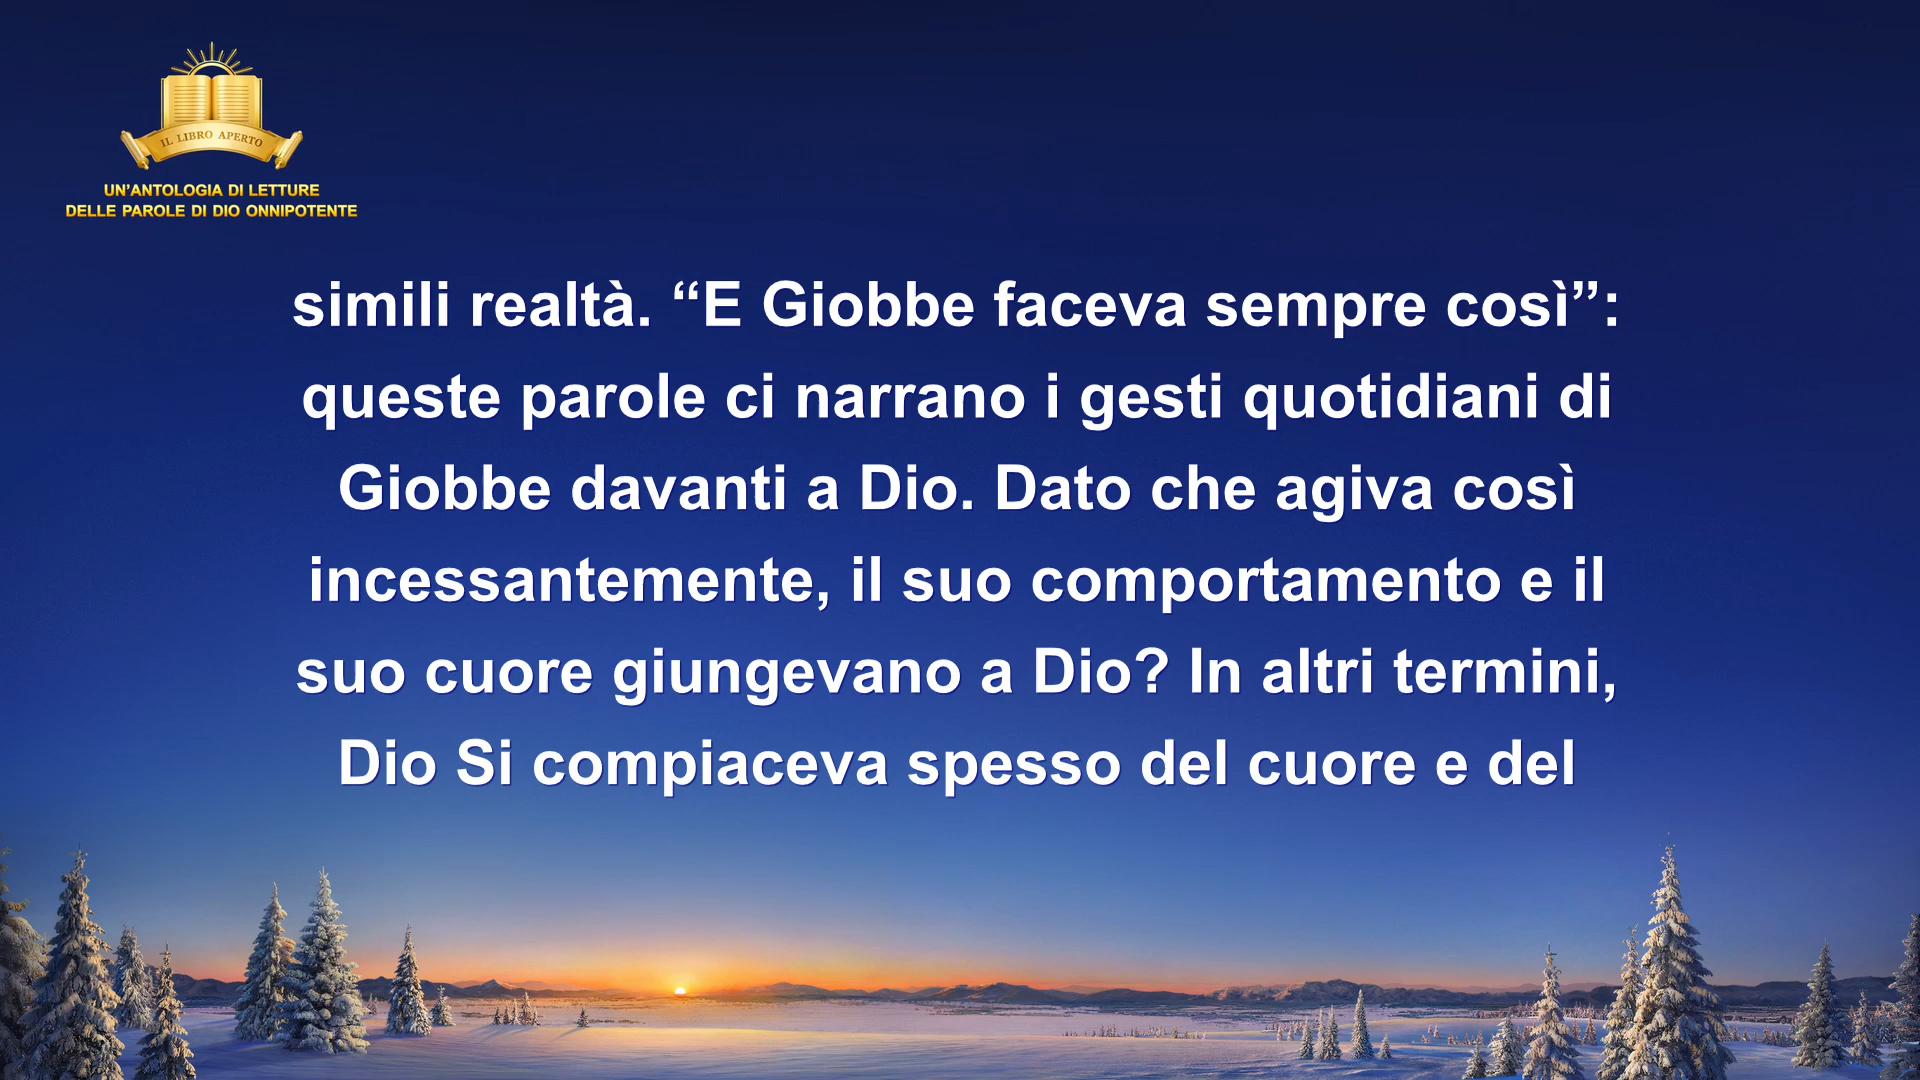 IL LIBRO APERTO
UN’ANTOLOGIA DI LETTURE
DELLE PAROLE DI DIO ONNIPOTENTE
simili realtà. “E Giobbe faceva sempre così”:
queste parole ci narrano i gesti quotidiani di
Giobbe davanti a Dio. Dato che agiva così
incessantemente, il suo comportamento e il
suo cuore giungevano a Dio? In altri termini,
Dio Si compiaceva spesso del cuore e del